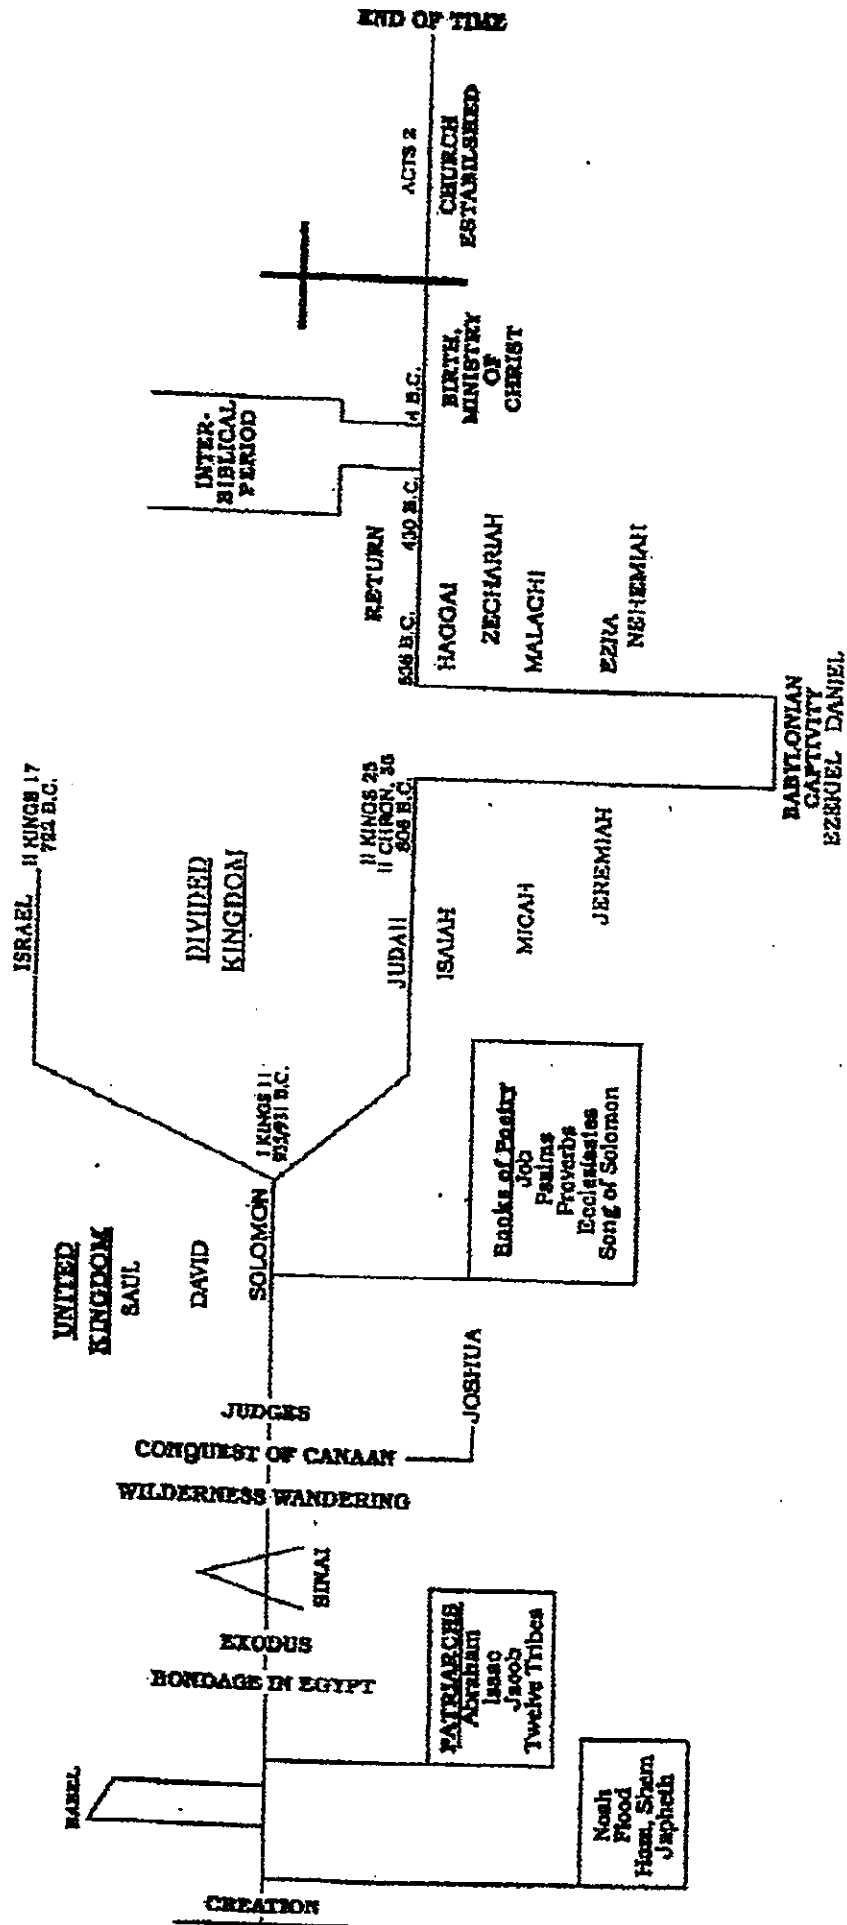 CREATION
Noah
Flood
Ham, Shem
Japheth
BABEL
PATRIARCHS
Abraham
Isaac
Jacob
Twelve Tribes
BONDAGE IN EGYPT
EXODUS
SINAI
WILDERNESS WANDERING
CONQUEST OF CANAAN
JOSHUA
JUDGES
UNITED
KINGDOM
SAUL
DAVID
SOLOMON
Books of Poetry
Job
Psalms
Proverbs
Ecclesiastes
Song of Solomon
I KINGS 11
B.C.
DIVIDED
KINGDOM
ISRAEL
II KINGS 17
722 B.C.
JUDAH
II KINGS 25
II CHRON. 36
B.C.
ISAIAH
MICAH
JEREMIAH
BABYLONIAN
CAPTIVITY
EZEKIEL DANIEL
B.C.
RETURN
HAGGAI
ZECHARIAH
MALACHI
EZRA
NEHEMIAH
B.C.
INTER-
BIBLICAL
PERIOD
4 B.C.
BIRTH,
MINISTRY
OF
CHRIST
ACTS 2
CHURCH
ESTABILSHED
END OF TIME